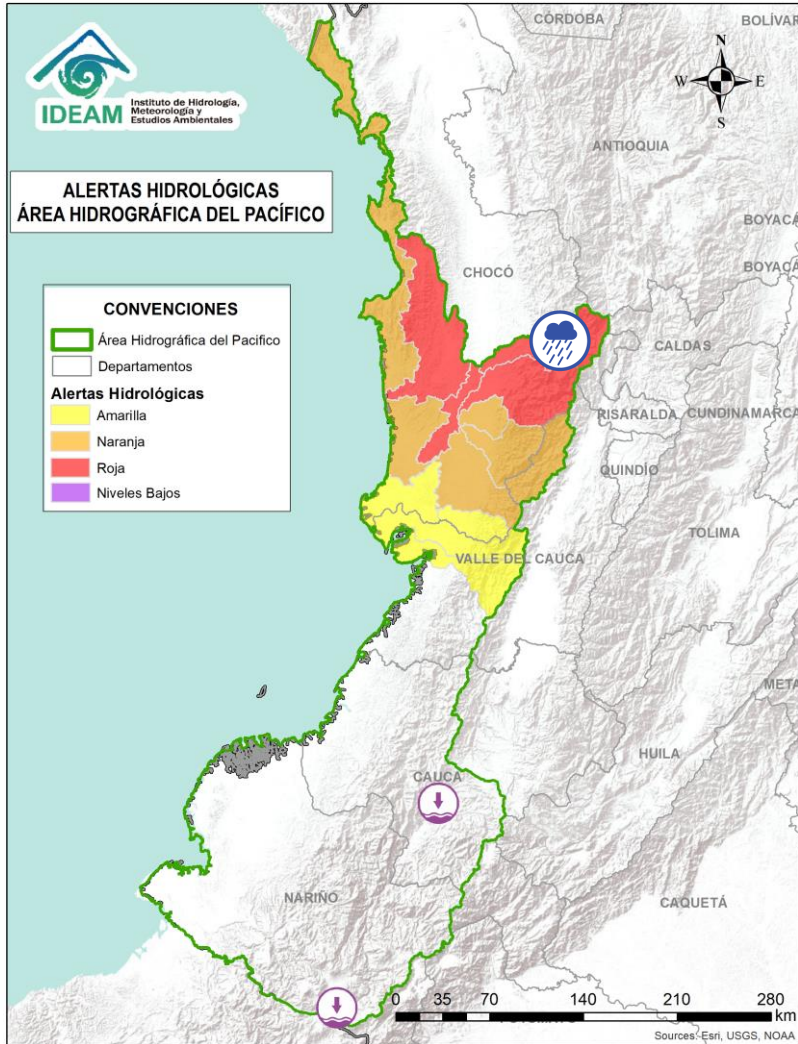 CÓRDOBA
BOLÍVAR
IDEAM
Instituto de Hidrología,
Meteorología y
Estudios Ambientales
N
W
E
S
ANTIOQUIA
ALERTAS HIDROLÓGICAS
ÁREA HIDROGRÁFICA DEL PACÍFICO
BOYACÁ
BOYACÁ
CHOCÓ
CONVENCIONES
Área Hidrográfica del Pacifico
Departamentos
Alertas Hidrológicas
Amarilla
Naranja
Roja
Niveles Bajos
CALDAS
RISARALDA
CUNDINAMARCA
QUINDÍO
TOLIMA
VALLE DEL CAUCA
META
HUILA
CAUCA
NARIÑO
CAQUETÁ
0 35 70 140 210 280
km
Sources: Esri, USGS, NOAA